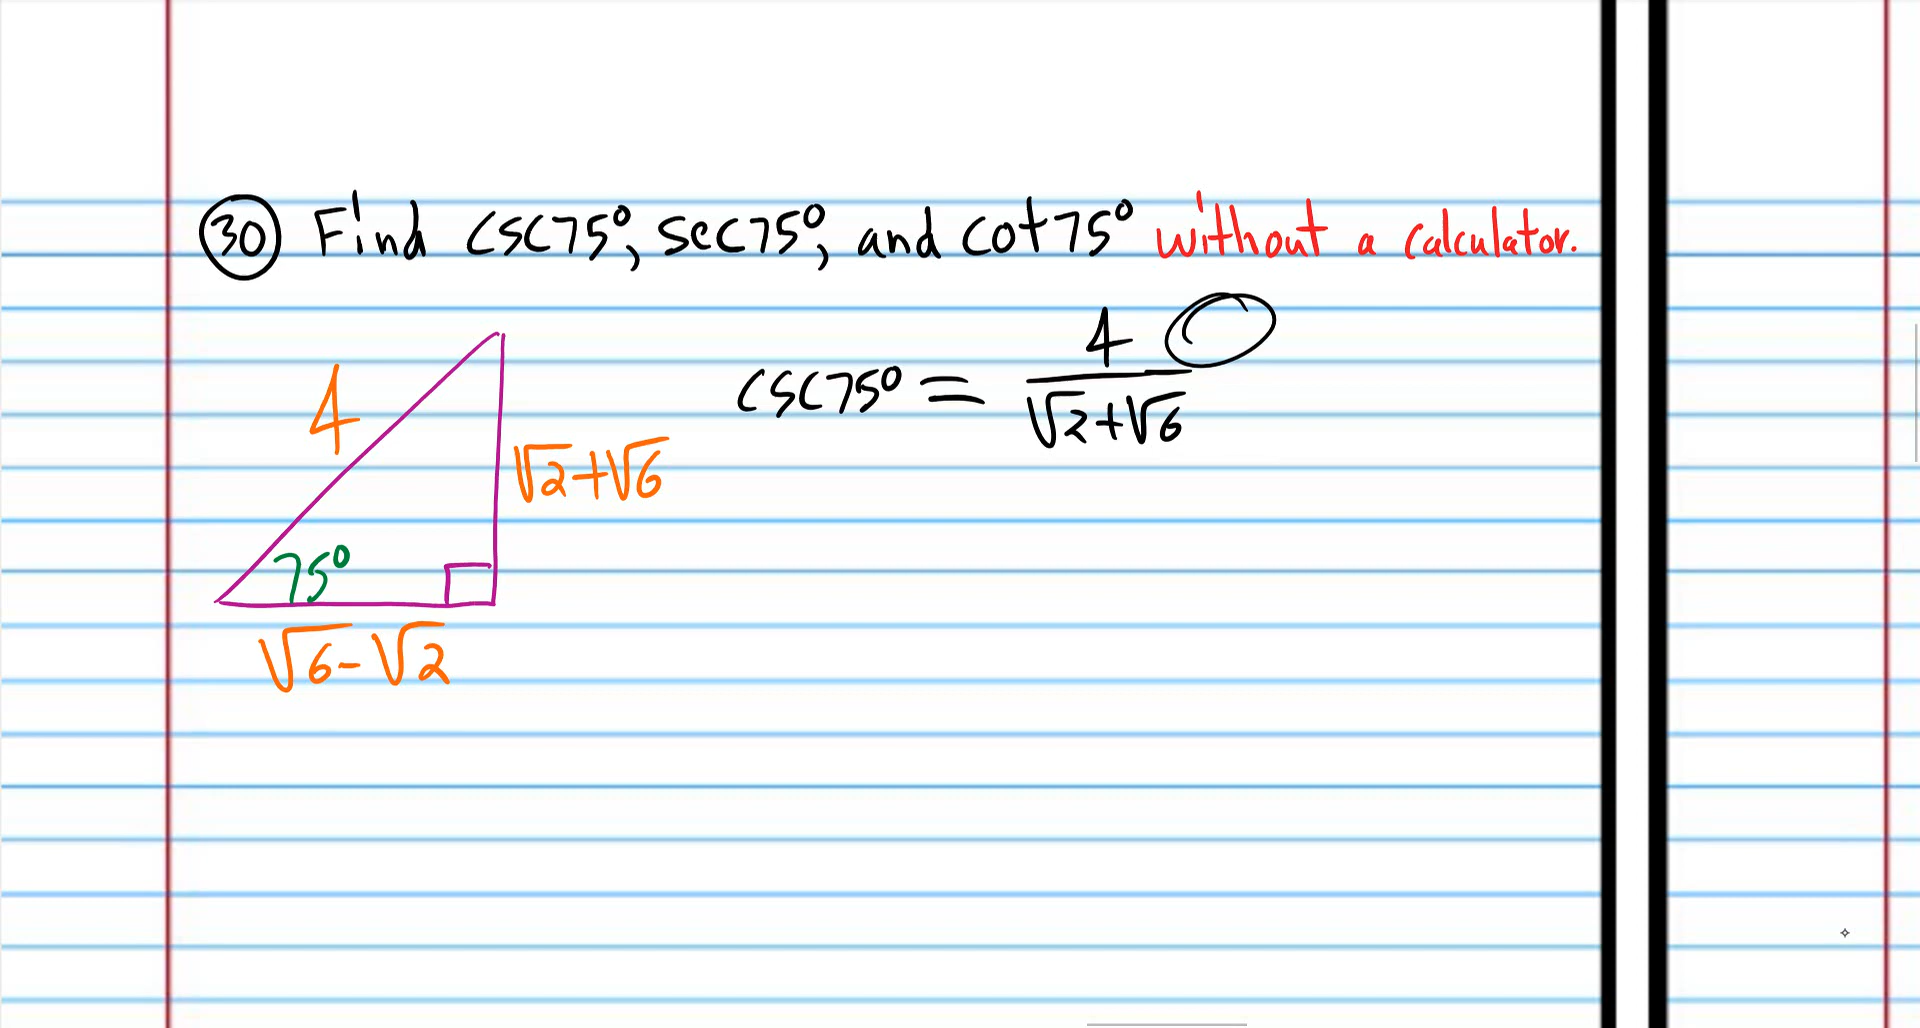 30 Find csc75°, sec75°, and cot75° without a calculator.
4
csc75° = 4/(√2+√6)
√2+√6
75°
√6-√2